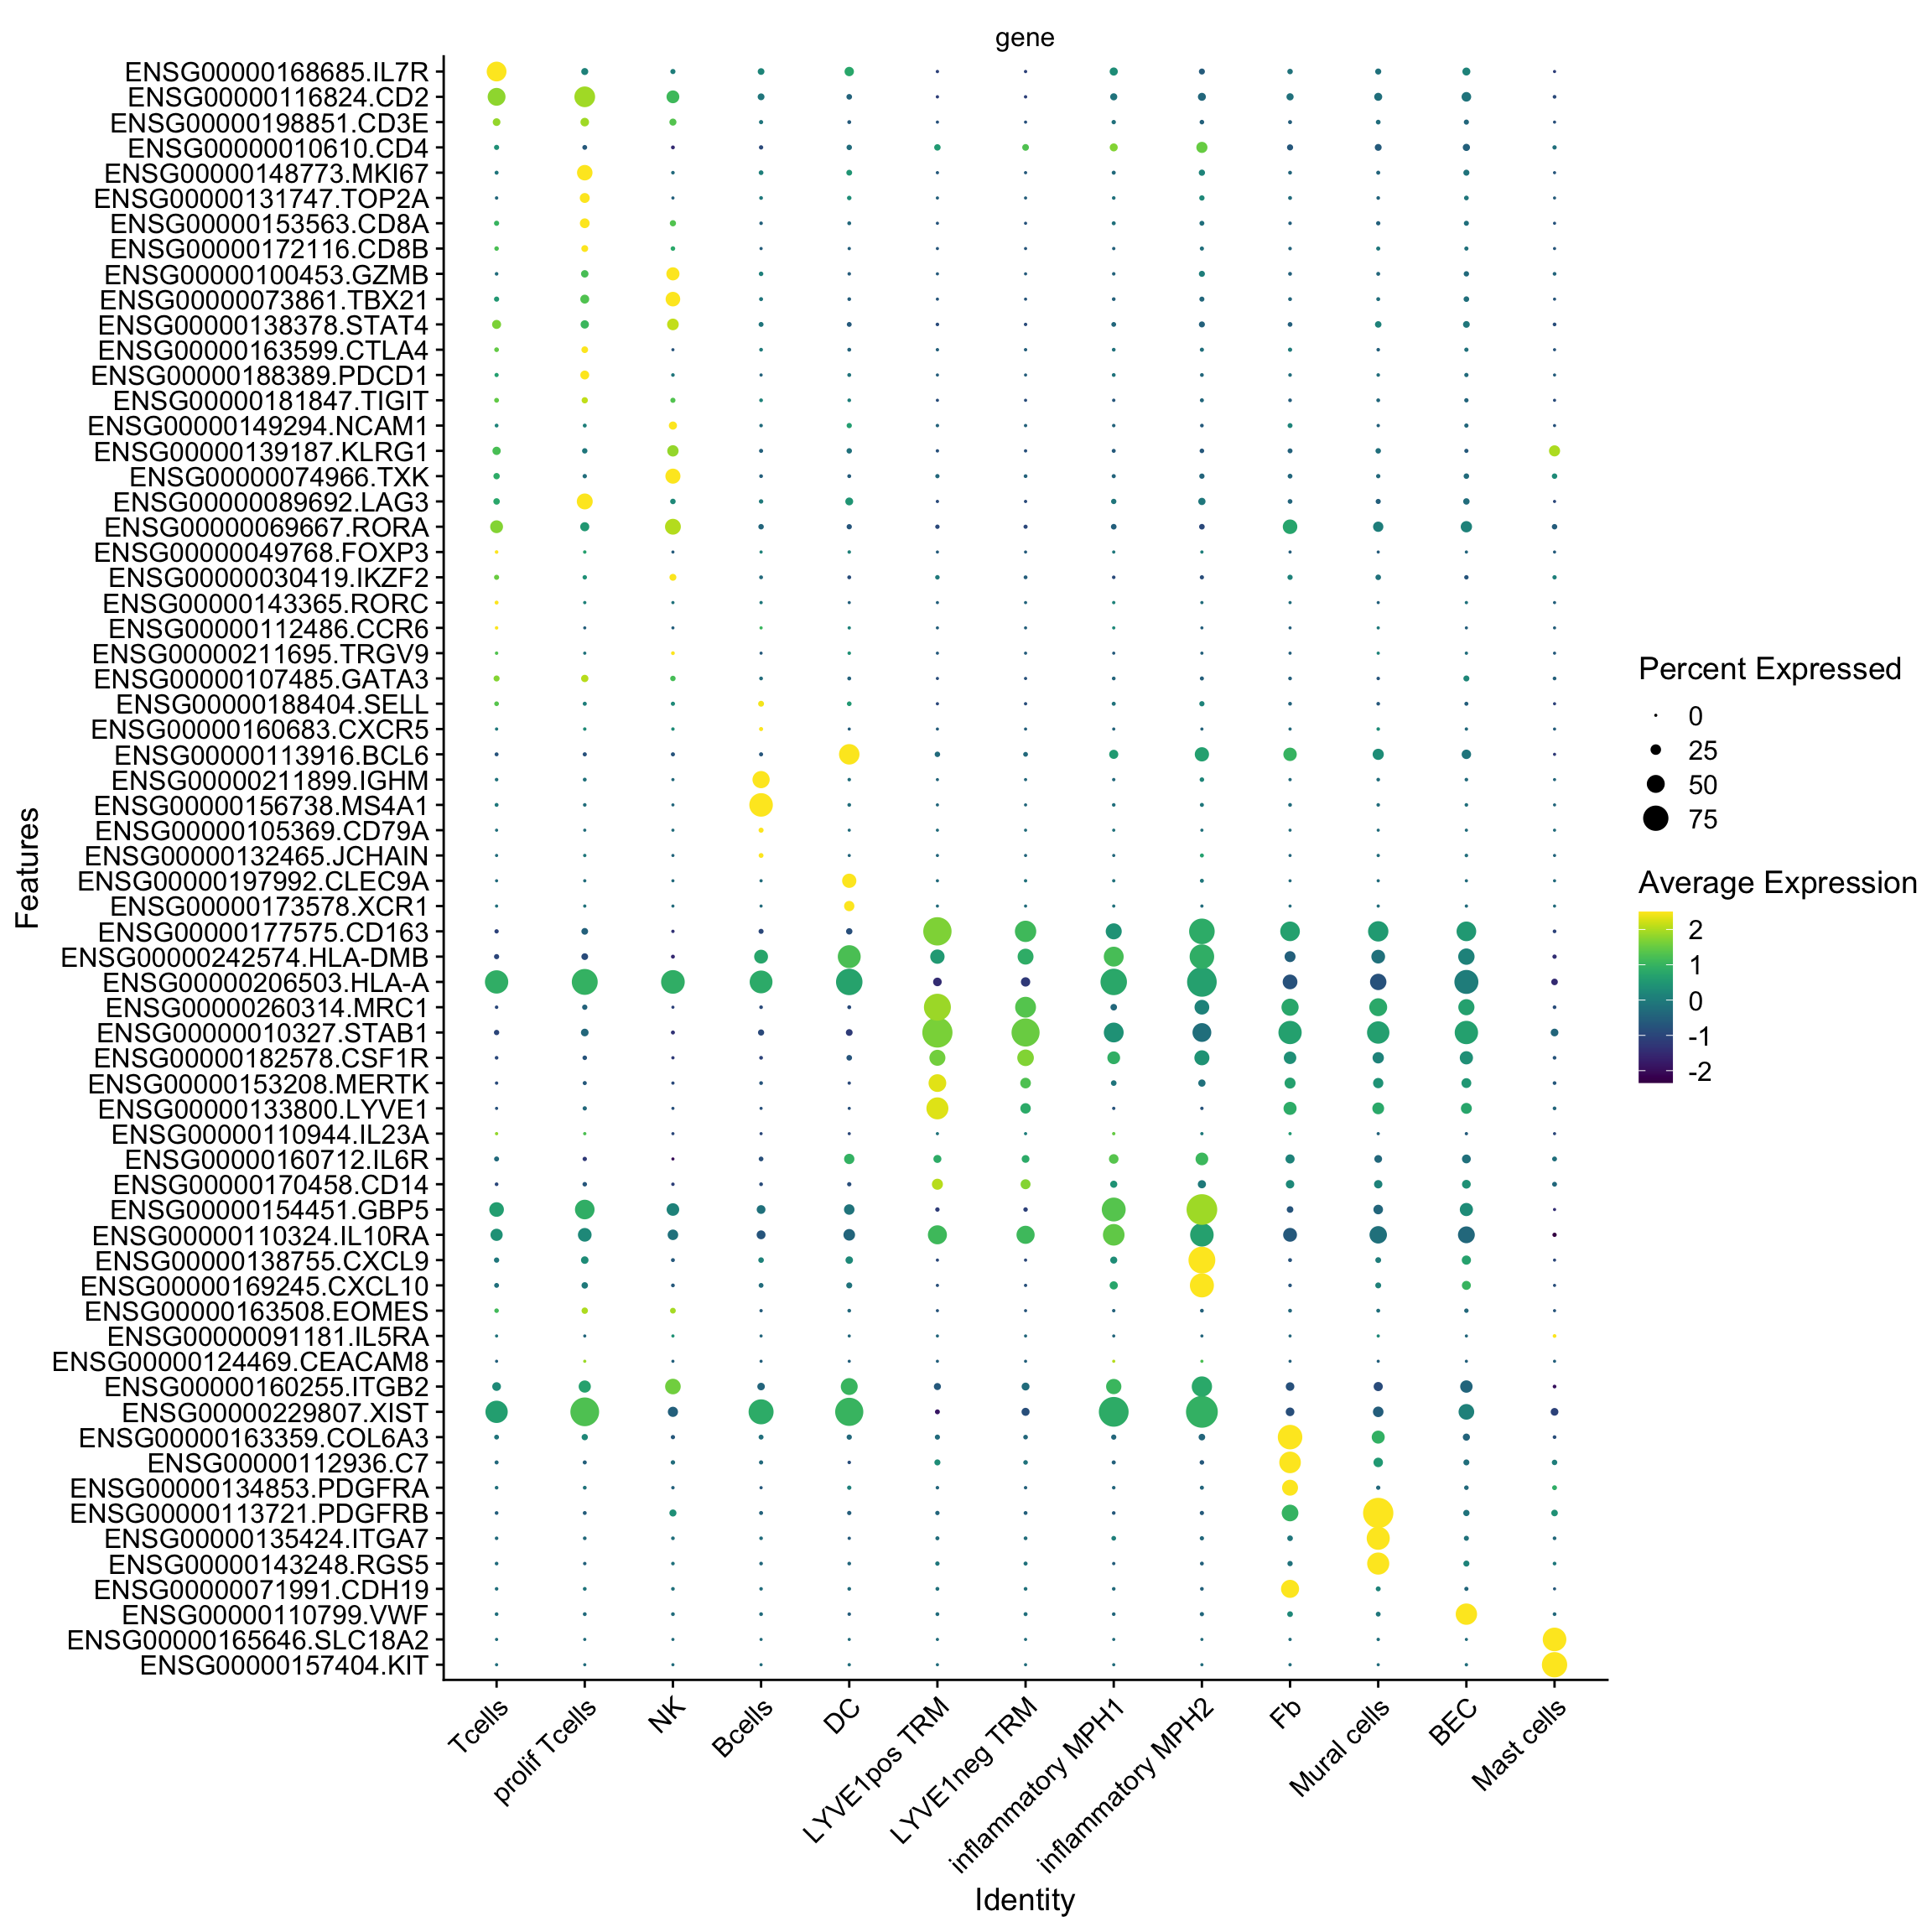 gene
ENSG00000168685.IL7R
ENSG00000116824.CD2
ENSG00000198851.CD3E
ENSG00000010610.CD4
ENSG00000148773.MKI67
ENSG00000131747.TOP2A
ENSG00000153563.CD8A
ENSG00000172116.CD8B
ENSG00000100453.GZMB
ENSG00000073861.TBX21
ENSG00000138378.STAT4
ENSG00000163599.CTLA4
ENSG00000188389.PDCD1
ENSG00000181847.TIGIT
ENSG00000149294.NCAM1
ENSG00000139187.KLRG1
ENSG00000074966.TXK
ENSG00000089692.LAG3
ENSG00000069667.RORA
ENSG00000049768.FOXP3
ENSG00000030419.IKZF2
ENSG00000143365.RORC
ENSG00000112486.CCR6
ENSG00000211695.TRGV9
ENSG00000107485.GATA3
ENSG00000188404.SELL
ENSG00000160683.CXCR5
ENSG00000113916.BCL6
ENSG00000211899.IGHM
ENSG00000156738.MS4A1
ENSG00000105369.CD79A
ENSG00000132465.JCHAIN
ENSG00000197992.CLEC9A
ENSG00000173578.XCR1
ENSG00000177575.CD163
ENSG00000242574.HLA-DMB
ENSG00000206503.HLA-A
ENSG00000260314.MRC1
ENSG00000010327.STAB1
ENSG00000182578.CSF1R
ENSG00000153208.MERTK
ENSG00000133800.LYVE1
ENSG00000110944.IL23A
ENSG00000160712.IL6R
ENSG00000170458.CD14
ENSG00000154451.GBP5
ENSG00000110324.IL10RA
ENSG00000138755.CXCL9
ENSG00000169245.CXCL10
ENSG00000163508.EOMES
ENSG00000091181.IL5RA
ENSG00000124469.CEACAM8
ENSG00000160255.ITGB2
ENSG00000229807.XIST
ENSG00000163359.COL6A3
ENSG00000112936.C7
ENSG00000134853.PDGFRA
ENSG00000113721.PDGFRB
ENSG00000135424.ITGA7
ENSG00000143248.RGS5
ENSG00000071991.CDH19
ENSG00000110799.VWF
ENSG00000165646.SLC18A2
ENSG00000157404.KIT
Features
Tcells
prolif Tcells
NK
Bcells
DC
LYVE1pos TRM
LYVE1neg TRM
inflammatory MPH1
inflammatory MPH2
Fb
Mural cells
BEC
Mast cells
Identity
Percent Expressed
0
25
50
75
Average Expression
2
1
0
-1
-2